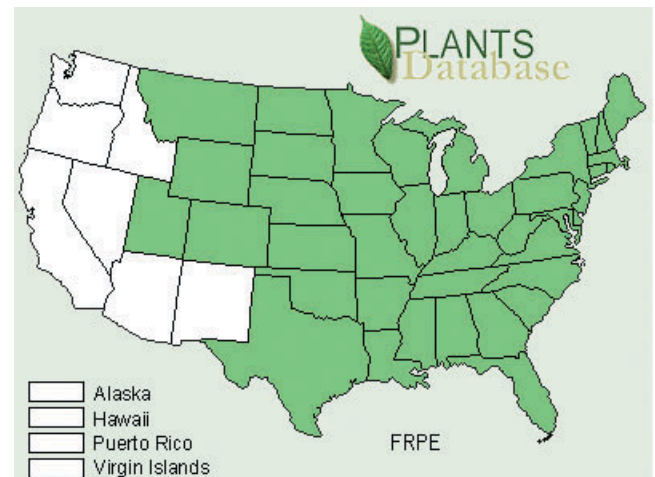 PLANTS
Database
Alaska
Hawaii
Puerto Rico
Virgin Islands
FRPE